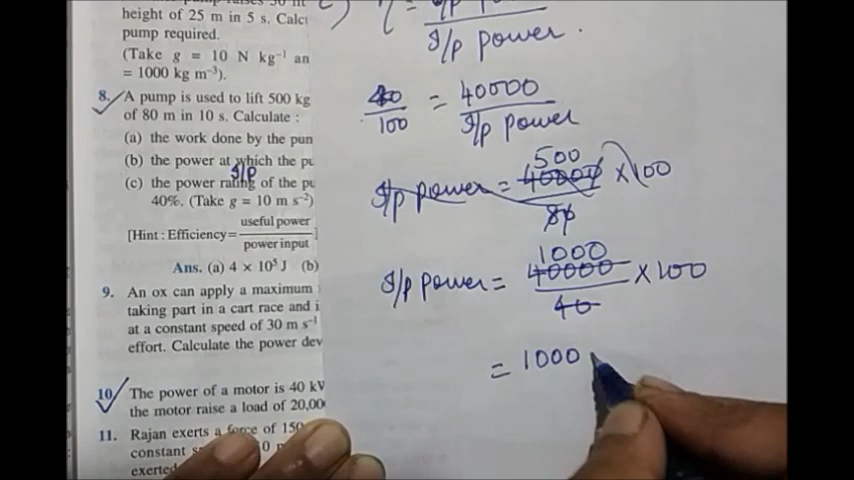 height of 25 m in 5 s.
pump required.
(Take g = 10 N kg⁻¹ an
= 1000 kg m⁻³).
8. A pump is used to lift 500 kg
of 80 m in 10 s. Calculate :
(a) the work done by the pum
(b) the power at which the pu
I/P
(c) the power rating of the pu
40%. (Take g = 10 m s⁻²)
[Hint : Efficiency = useful power / power input ]
Ans. (a) 4 × 10⁵ J (b)
9. An ox can apply a maximum
taking part in a cart race and i
at a constant speed of 30 m s⁻¹
effort. Calculate the power dev
10 The power of a motor is 40 kW
the motor raise a load of 20,00
11. Rajan exerts a force of 150
constant
exerted
I/p power.
40/100 = 40000 / I/p power
500
I/p power = 40000 / 80 × 100
1000
I/p power = 40000 / 40 × 100
= 1000